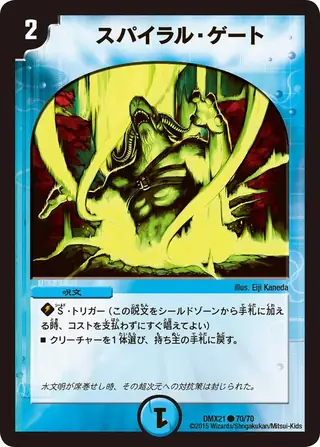 2
スパイラル・ゲート
illus. Eiji Kaneda
呪文
S・トリガー(この呪文をシールドゾーンから手札に加え
る時、コストを支払わずにすぐ唱えてよい)
■ クリーチャーを1体選び、持ち主の手札に戻す。
水文明が席巻せし時、その超次元への対抗策は封じられた。
DMX21 ● 70/70
©2015 Wizards/Shogakukan/Mitsui-Kids